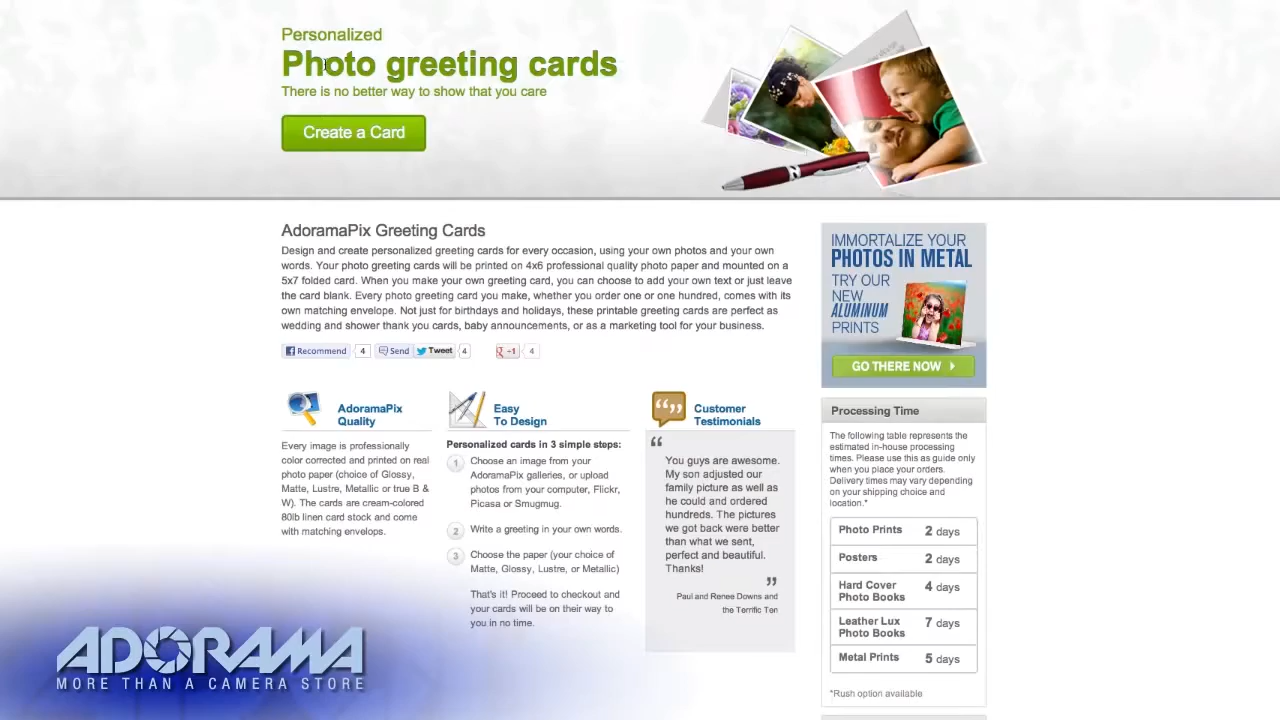 Personalized
Photo greeting cards
There is no better way to show that you care
Create a Card
AdoramaPix Greeting Cards
Design and create personalized greeting cards for every occasion, using your own photos and your own
words. Your photo greeting cards will be printed on 4x6 professional quality photo paper and mounted on a
5x7 folded card. When you make your own greeting card, you can choose to add your own text or just leave
the card blank. Every photo greeting card you make, whether you order one or one hundred, comes with its
own matching envelope. Not just for birthdays and holidays, these printable greeting cards are perfect as
wedding and shower thank you cards, baby announcements, or as a marketing tool for your business.
Recommend 4 Send Tweet 4 +1 4
AdoramaPix
Quality
Every image is professionally
color corrected and printed on real
photo paper (choice of Glossy,
Matte, Lustre, Metallic or true B &
W). The cards are cream-colored
80lb linen card stock and come
with matching envelops.
Easy
To Design
Personalized cards in 3 simple steps:
1 Choose an image from your
AdoramaPix galleries, or upload
photos from your computer, Flickr,
Picasa or Smugmug.
2 Write a greeting in your own words.
3 Choose the paper (your choice of
Matte, Glossy, Lustre, or Metallic)
That's it! Proceed to checkout and
your cards will be on their way to
you in no time.
Customer
Testimonials
“
You guys are awesome.
My son adjusted our
family picture as well as
he could and ordered
hundreds. The pictures
we got back were better
than what we sent,
perfect and beautiful.
Thanks!
”
Paul and Renee Downs and
the Terrific Ten
IMMORTALIZE YOUR
PHOTOS IN METAL
TRY OUR
NEW
ALUMINUM
PRINTS
GO THERE NOW
Processing Time
The following table represents the
estimated in-house processing
times. Please use this as guide only
when you place your orders.
Delivery times may vary depending
on your shipping choice and
location.*
Photo Prints 2 days
Posters 2 days
Hard Cover
Photo Books 4 days
Leather Lux
Photo Books 7 days
Metal Prints 5 days
*Rush option available
ADORAMA
MORE THAN A CAMERA STORE